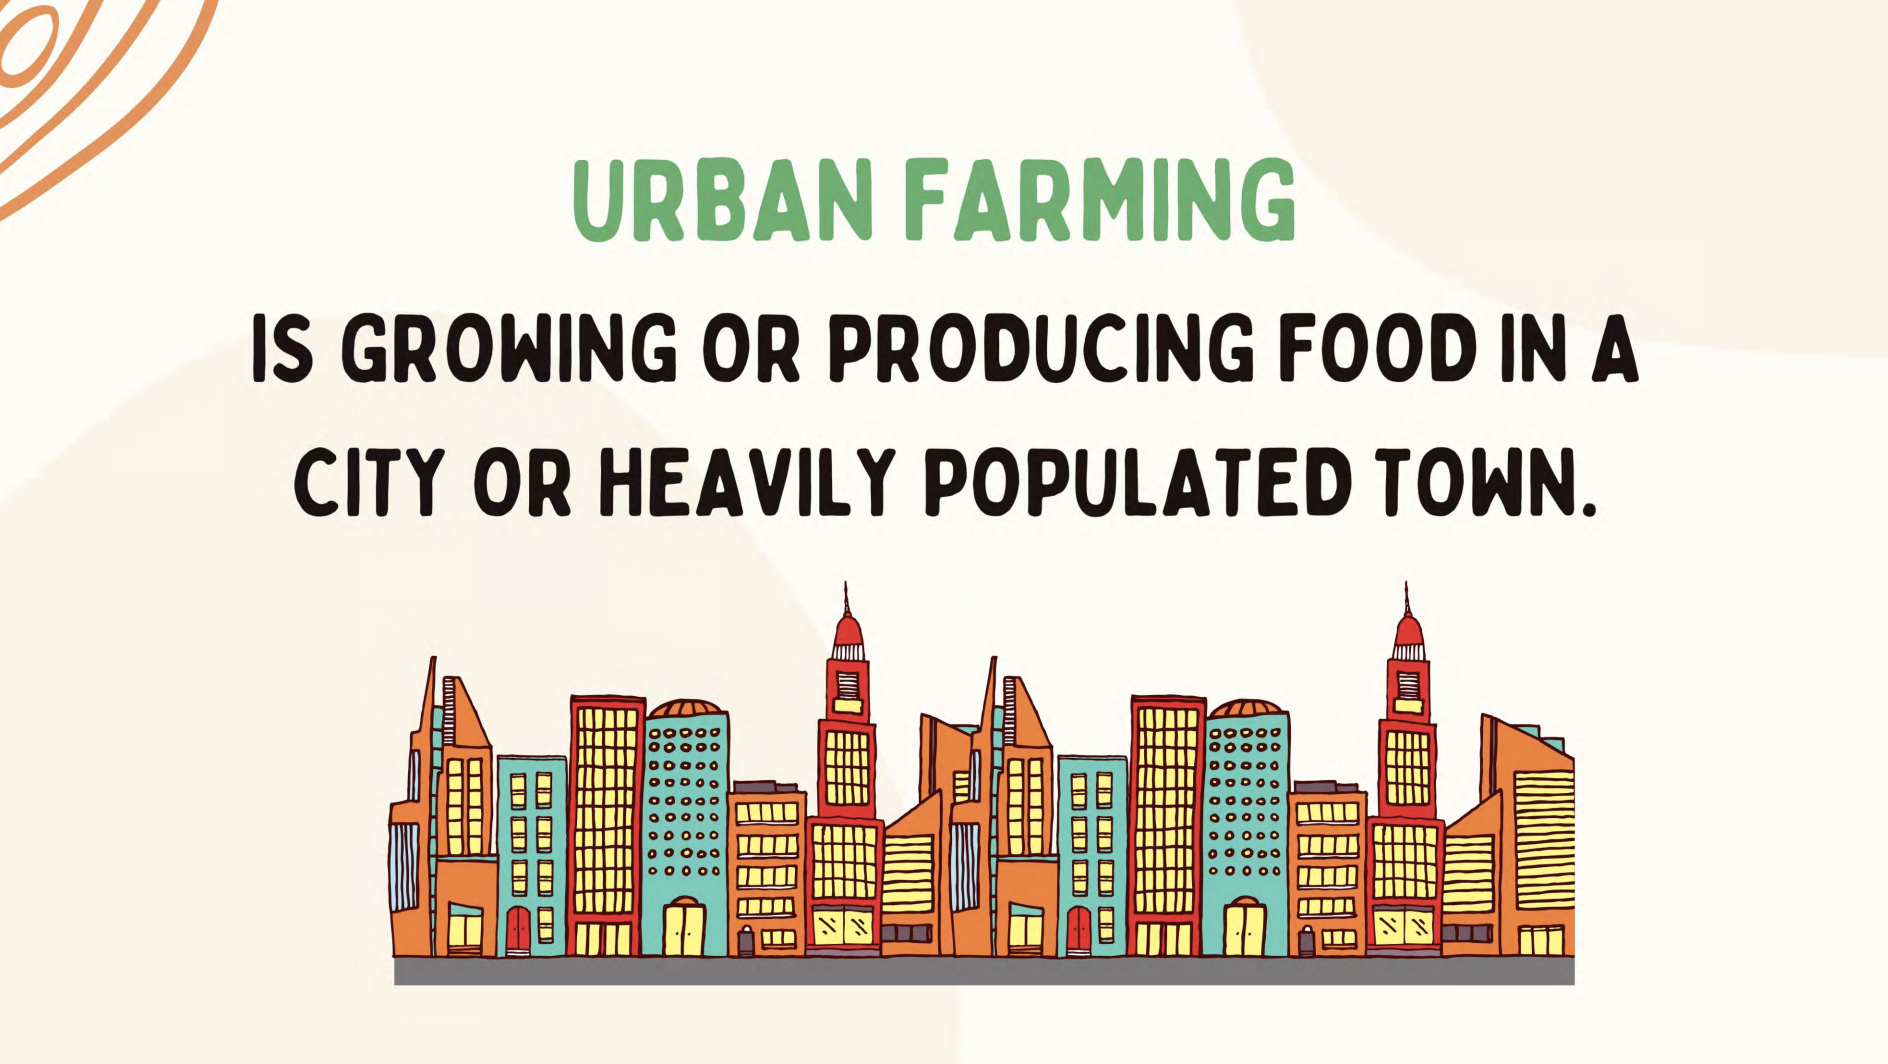 URBAN FARMING
IS GROWING OR PRODUCING FOOD IN A
CITY OR HEAVILY POPULATED TOWN.